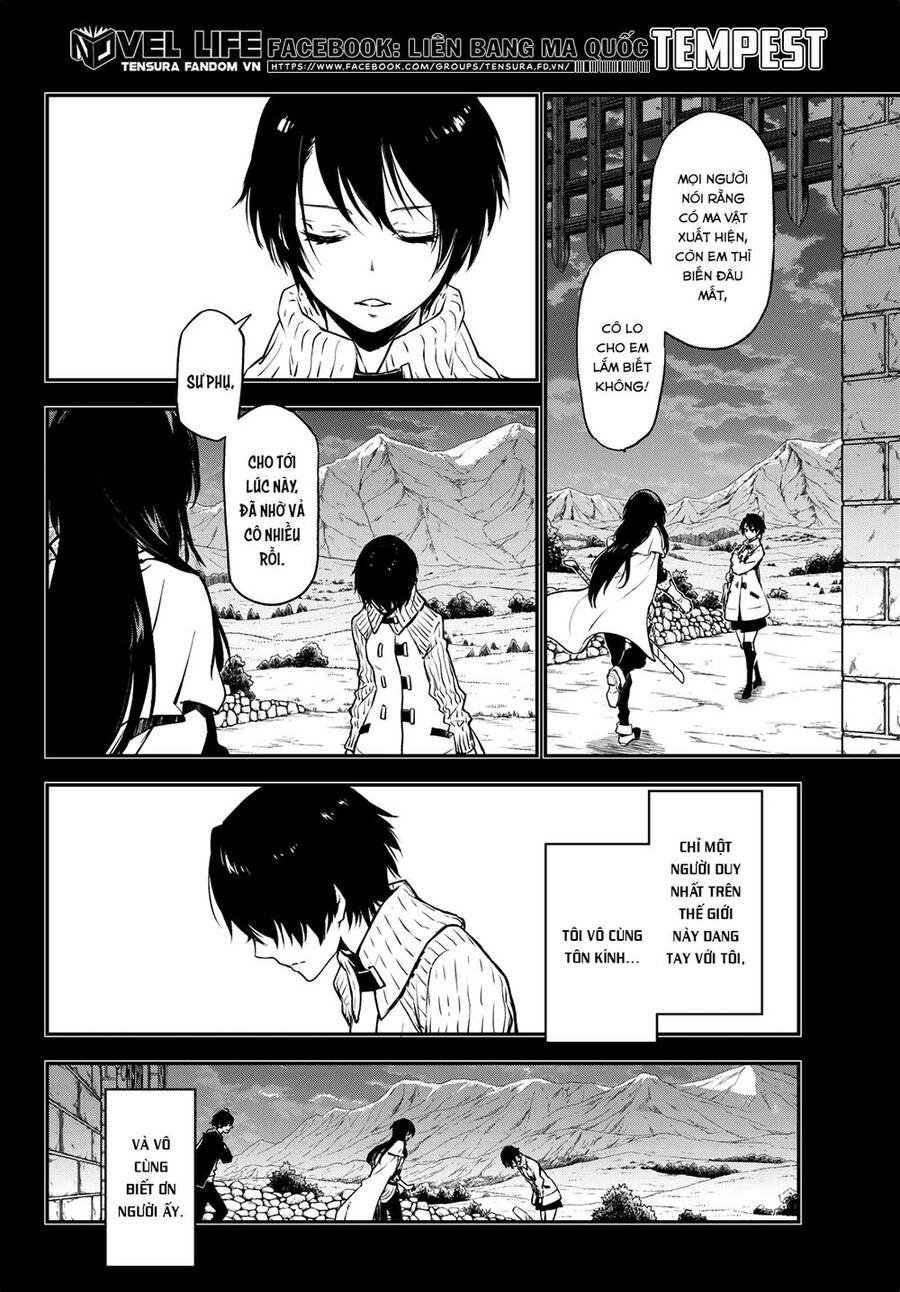 NOVEL LIFE
TENSURA FANDOM VN
FACEBOOK: LIÊN BANG MA QUỐC
HTTPS://WWW.FACEBOOK.COM/GROUPS/TENSURA.FD.VN/
TEMPEST
MỌI NGƯỜI
NÓI RẰNG
CÓ MA VẬT
XUẤT HIỆN,
CÒN EM THÌ
BIẾN ĐÂU
MẤT,
CÔ LO
CHO EM
LẮM BIẾT
KHÔNG!
SƯ PHỤ,
CHO TỚI
LÚC NÀY,
ĐÃ NHỜ VẢ
CÔ NHIỀU
RỒI.
CHỈ MỘT
NGƯỜI DUY
NHẤT TRÊN
THẾ GIỚI
NÀY DANG
TAY VỚI TÔI,
TÔI VÔ CÙNG
TÔN KÍNH...
VÀ VÔ
CÙNG
BIẾT ƠN
NGƯỜI ẤY.